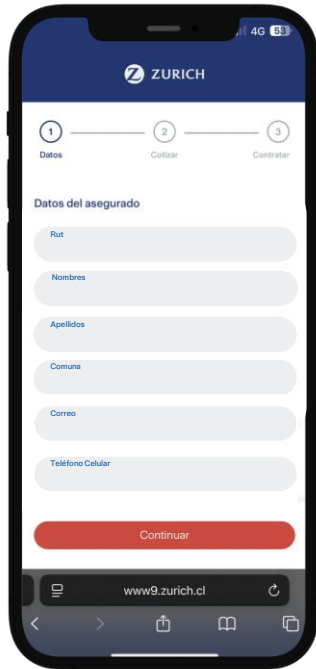 4G 53
ZURICH
1 2 3
Datos Cotizar Contratar
Datos del asegurado
Rut
Nombres
Apellidos
Comuna
Correo
Teléfono Celular
Continuar
www9.zurich.cl